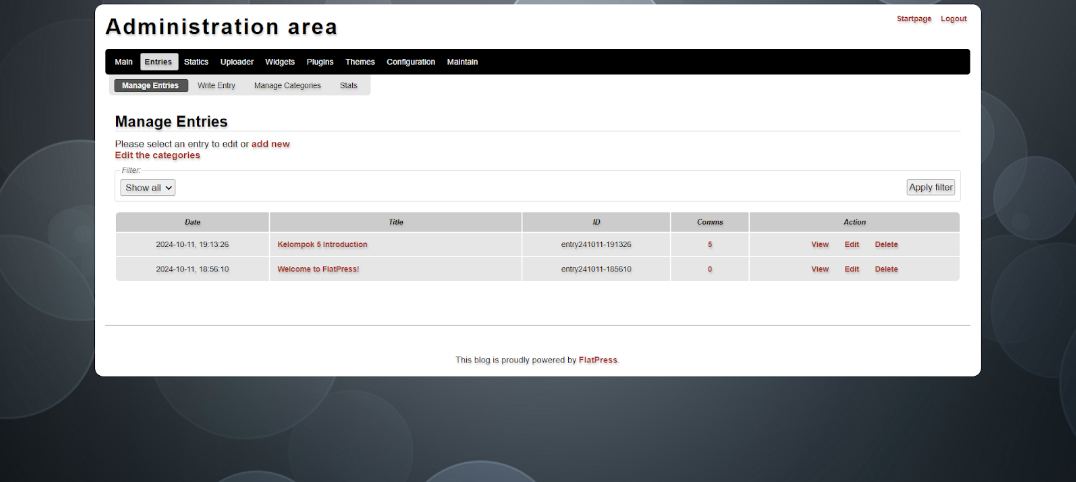 Administration area
Startpage Logout
Main Entries Statics Uploader Widgets Plugins Themes Configuration Maintain
Manage Entries Write Entry Manage Categories Stats
Manage Entries
Please select an entry to edit or add new
Edit the categories
Filter:
Show all
Apply filter
Date Title ID Comms Action
2024-10-11, 19:13:26 Kelompok 5 Introduction entry241011-191326 5 View Edit Delete
2024-10-11, 18:56:10 Welcome to FlatPress! entry241011-185610 0 View Edit Delete
This blog is proudly powered by FlatPress.